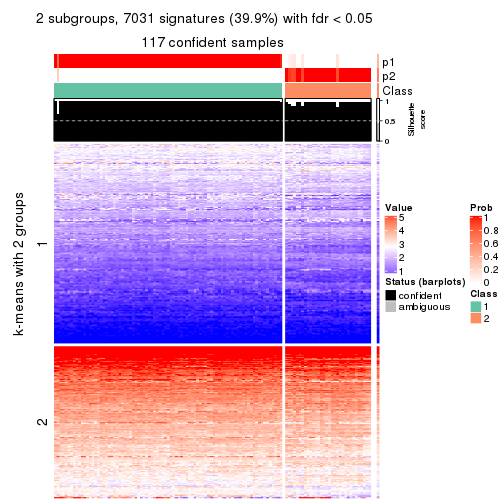 2 subgroups, 7031 signatures (39.9%) with fdr < 0.05
117 confident samples
p1
p2
Class
1
0.5
0
Silhouette
score
k-means with 2 groups
1
2
Value
5
4
3
2
1
Status (barplots)
confident
ambiguous
Prob
1
0.8
0.6
0.4
0.2
0
Class
1
2